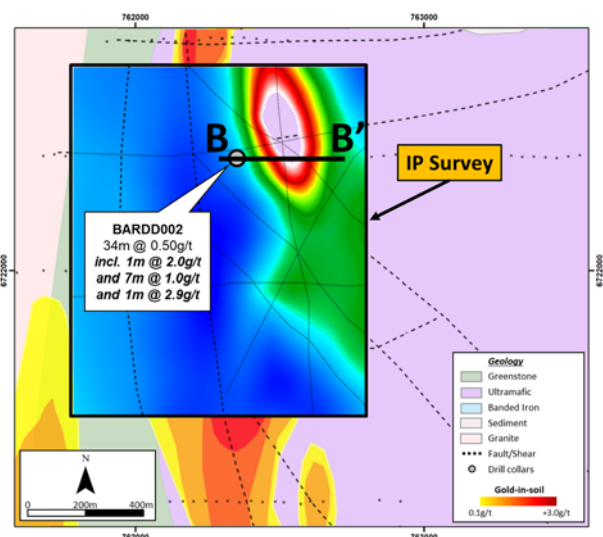 762000
763000
B
B’
IP Survey
BARDD002
34m @ 0.50g/t
incl. 1m @ 2.0g/t
and 7m @ 1.0g/t
and 1m @ 2.9g/t
6722000
6722000
Geology
Greenstone
Ultramafic
Banded Iron
Sediment
Granite
Fault/Shear
Drill collars
Gold-in-soil
0.1g/t
+3.0g/t
N
0
200m
400m
762000
763000